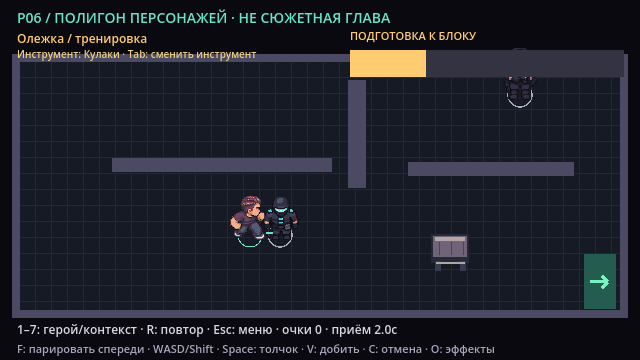 P06 / ПОЛИГОН ПЕРСОНАЖЕЙ · НЕ СЮЖЕТНАЯ ГЛАВА
Олежка / тренировка
ПОДГОТОВКА К БЛОКУ
Инструмент: Кулаки · Tab: сменить инструмент
1–7: герой/контекст · R: повтор · Esc: меню · очки 0 · приём 2.0с
F: парировать спереди · WASD/Shift · Space: толчок · V: добить · C: отмена · O: эффекты